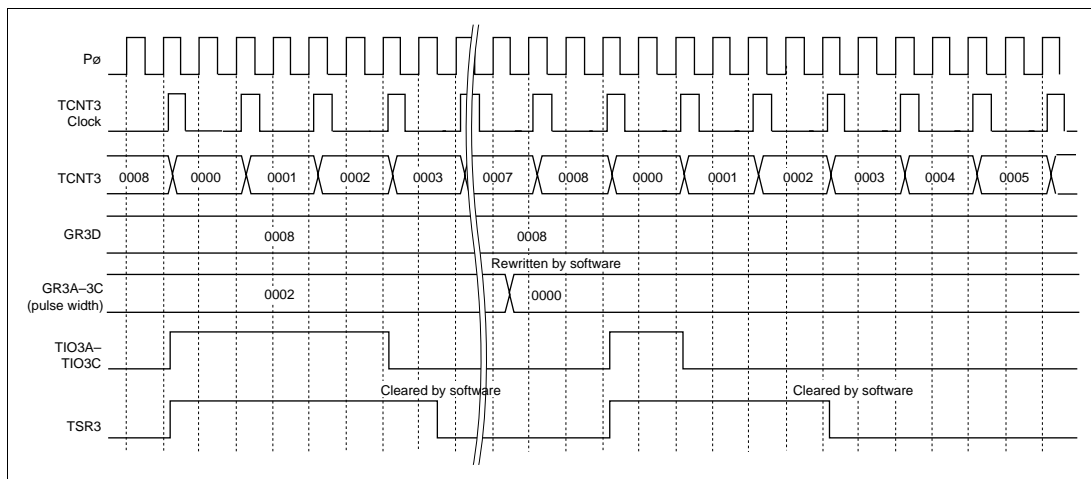 Pø
TCNT3
Clock
TCNT3
0008 0000 0001 0002 0003 0007 0008 0000 0001 0002 0003 0004 0005
GR3D
0008 0008
Rewritten by software
GR3A–3C
(pulse width)
0002 0000
TIO3A–
TIO3C
Cleared by software Cleared by software
TSR3